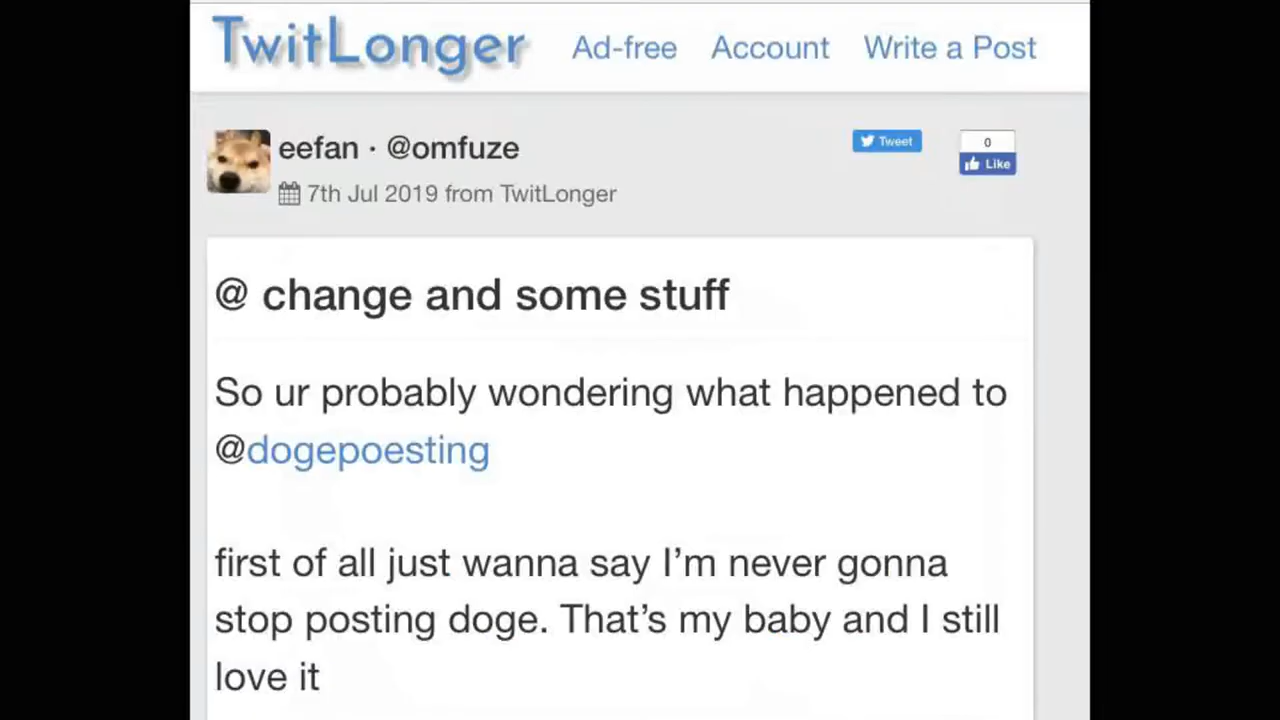 TwitLonger Ad-free Account Write a Post
eefan · @omfuze
Tweet
0
Like
7th Jul 2019 from TwitLonger
@ change and some stuff
So ur probably wondering what happened to
@dogepoesting
first of all just wanna say I’m never gonna
stop posting doge. That’s my baby and I still
love it